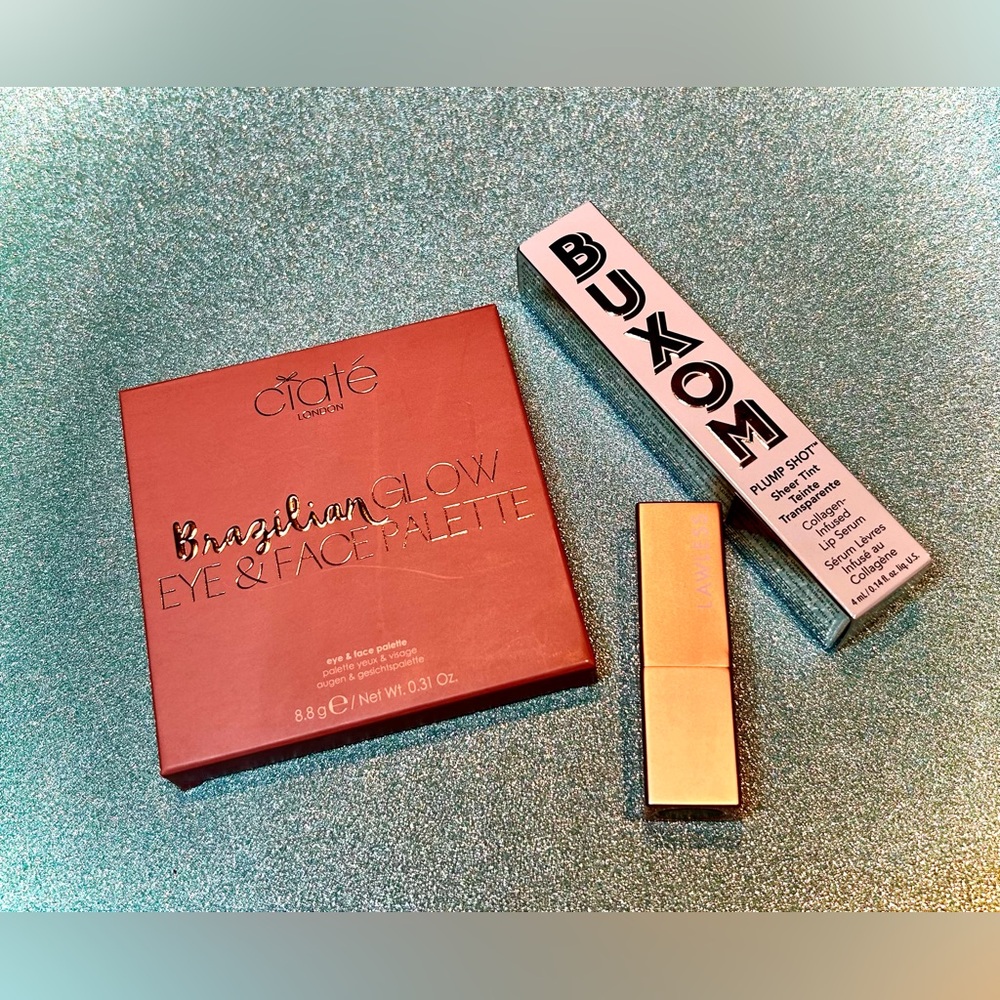 ciaté
LONDON
Brazilian GLOW
EYE & FACE PALETTE
eye & face palette
palette yeux & visage
augen & gesichtspalette
8.8 g e / Net Wt. 0.31 Oz.
BUXOM
PLUMP SHOT™
Sheer Tint
Teinte
Transparente
Collagen-
Infused
Lip Serum
Sérum Lèvres
Infusé au
Collagène
4 mL / 0.14 fl. oz. liq. U.S.
LAWLESS